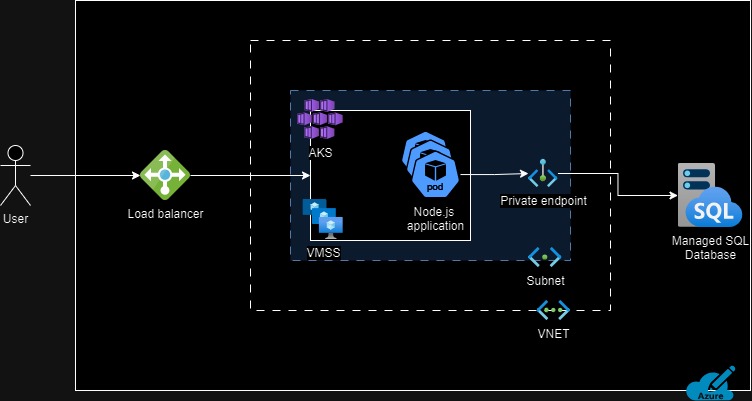 AKS
pod
User
Load balancer
Node.js
application
Private endpoint
SQL
Managed SQL
Database
VMSS
Subnet
VNET
Azure